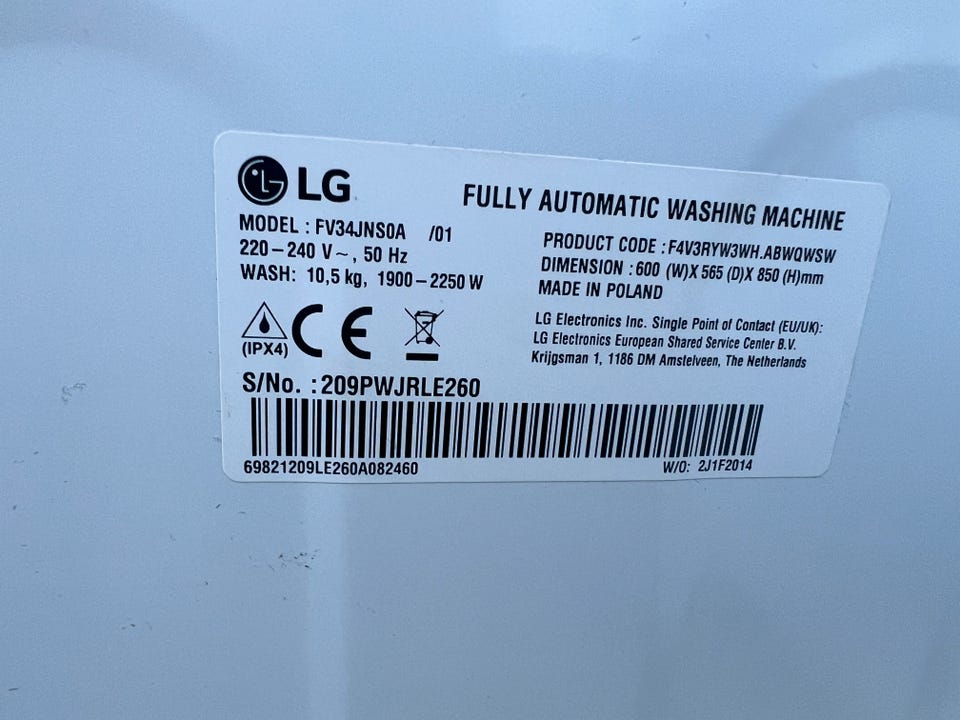 LG
FULLY AUTOMATIC WASHING MACHINE
MODEL : FV34JNS0A /01
220-240 V~, 50 Hz
WASH: 10,5 kg, 1900-2250 W
PRODUCT CODE : F4V3RYW3WH.ABWQWSW
DIMENSION : 600 (W)X 565 (D)X 850 (H)mm
MADE IN POLAND
LG Electronics Inc. Single Point of Contact (EU/UK):
LG Electronics European Shared Service Center B.V.
Krijgsman 1, 1186 DM Amstelveen, The Netherlands
CE
(IPX4)
S/No. : 209PWJRLE260
69821209LE260A082460
W/O: 2J1F2014